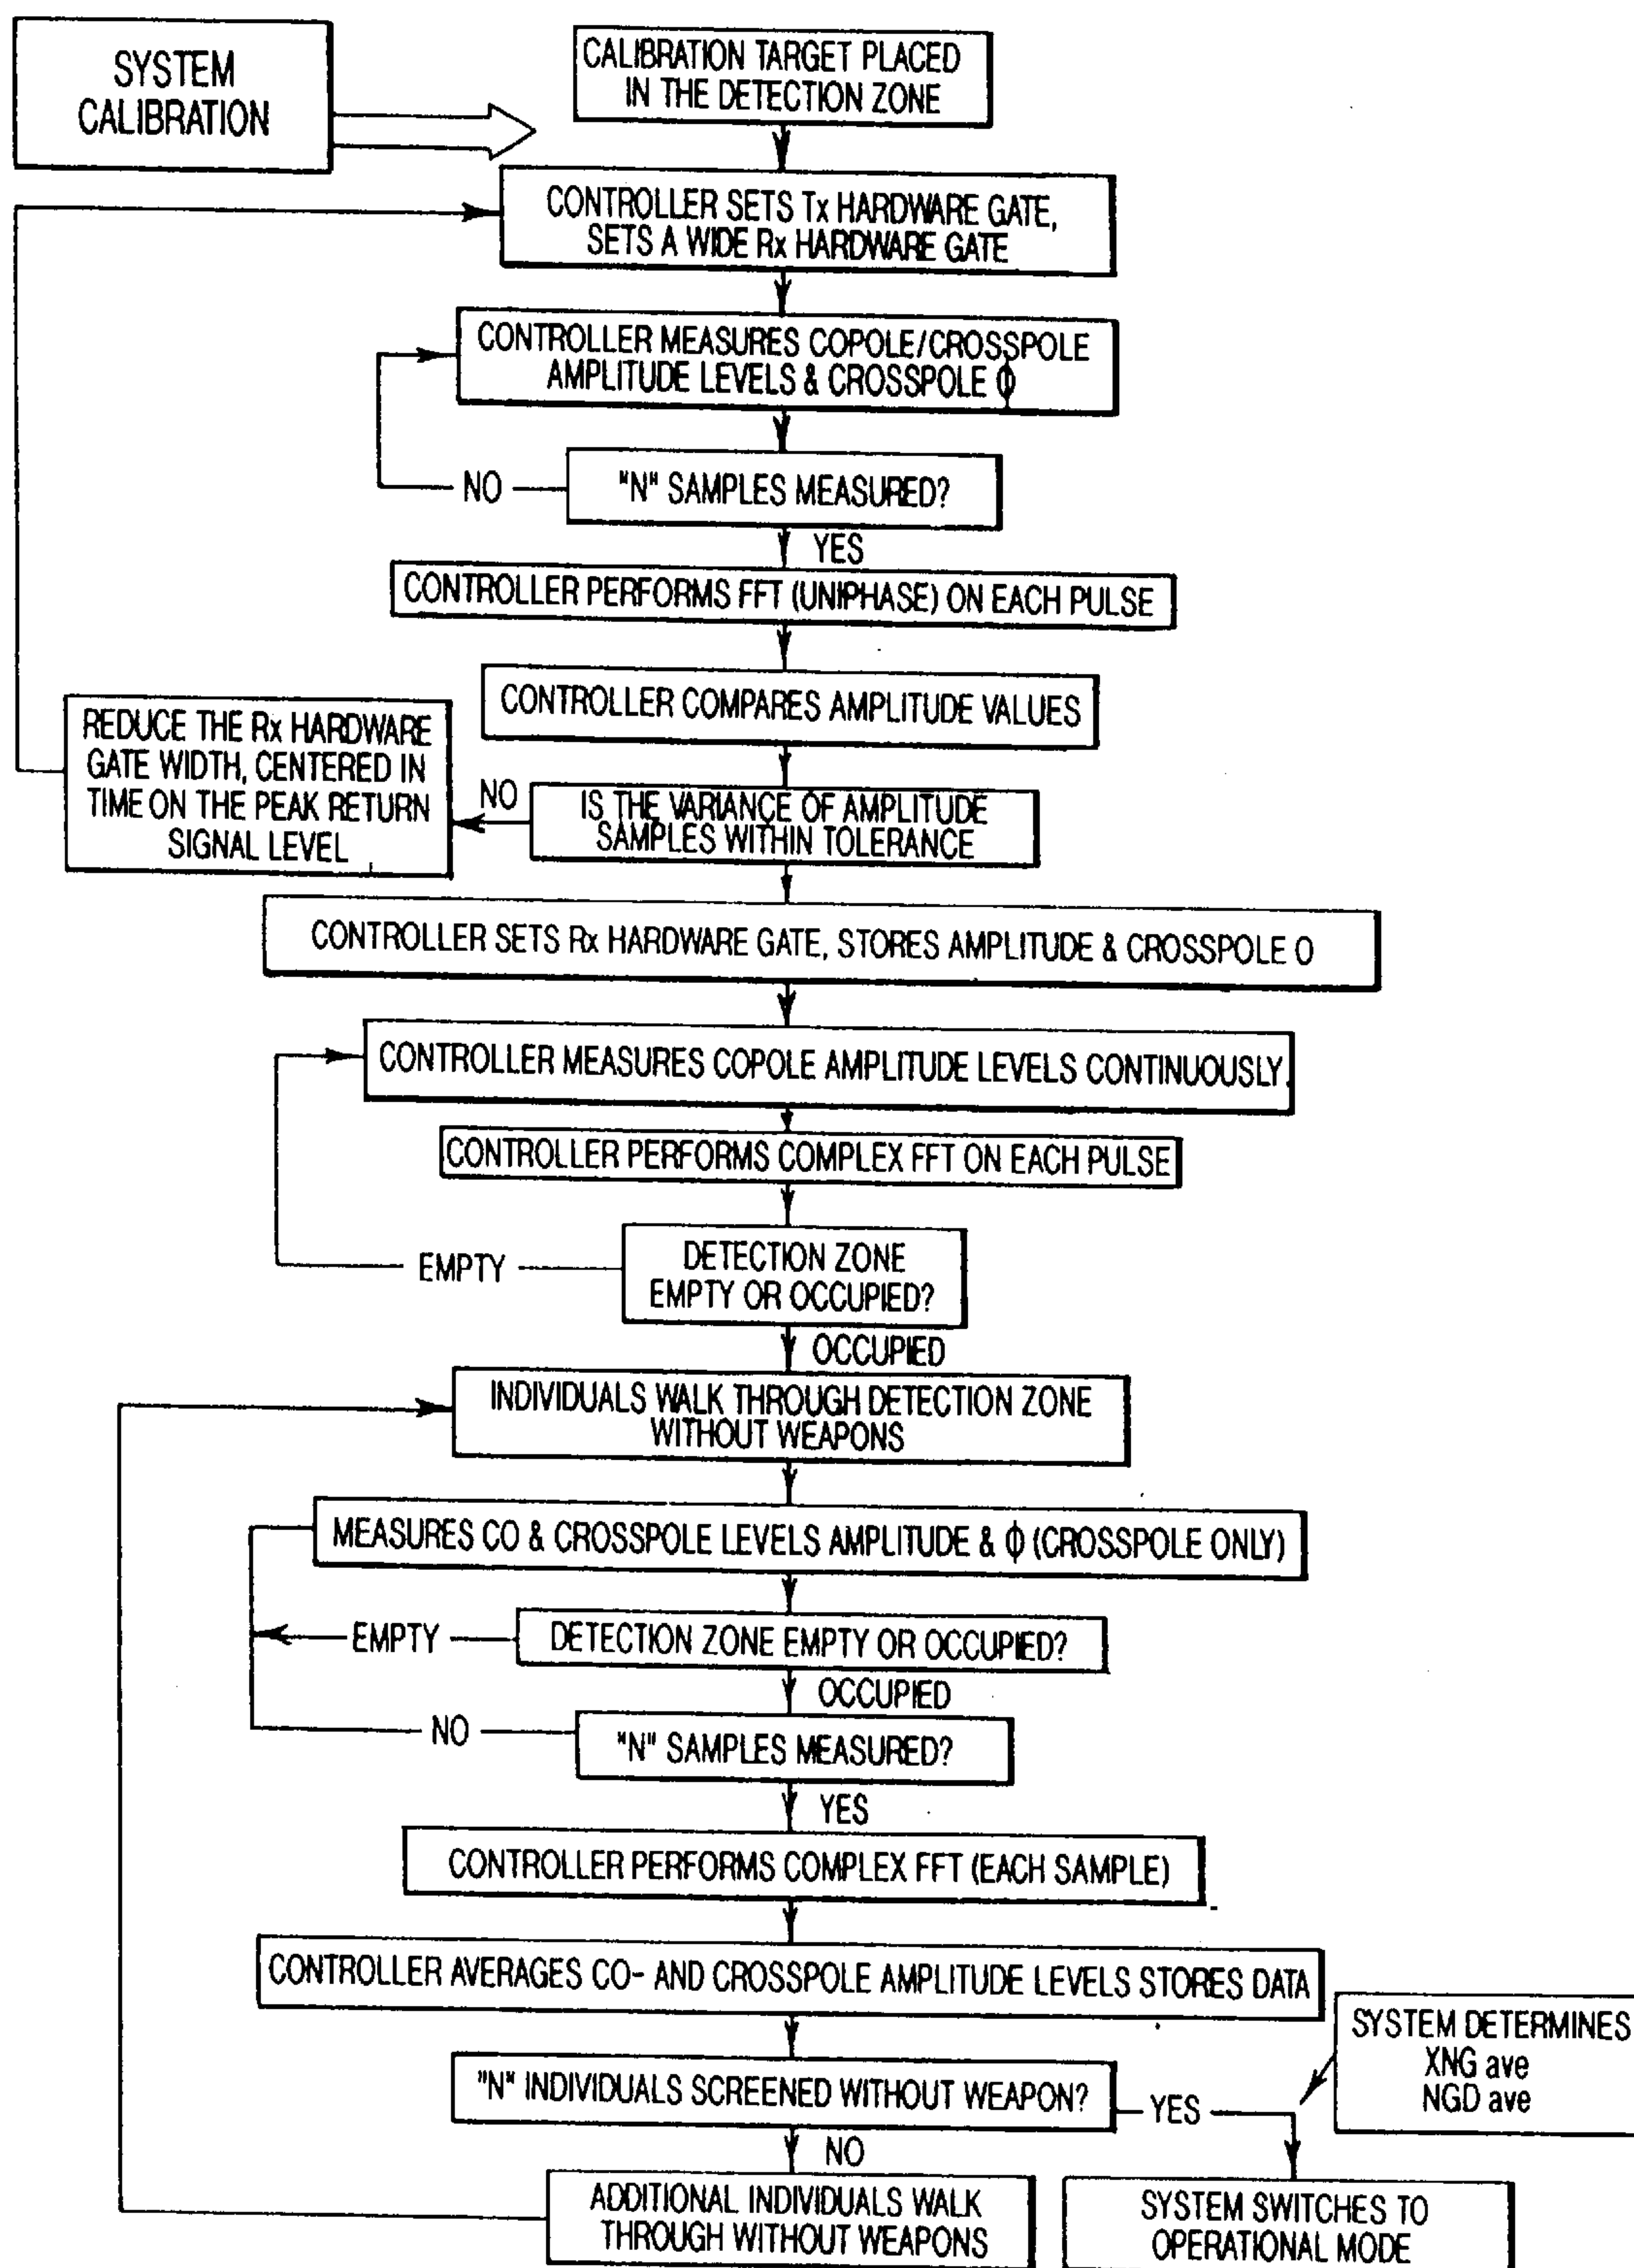 SYSTEM
CALIBRATION
CALIBRATION TARGET PLACED
IN THE DETECTION ZONE
CONTROLLER SETS Tx HARDWARE GATE,
SETS A WIDE Rx HARDWARE GATE
CONTROLLER MEASURES COPOLE/CROSSPOLE
AMPLITUDE LEVELS & CROSSPOLE ϕ
NO
"N" SAMPLES MEASURED?
YES
CONTROLLER PERFORMS FFT (UNIPHASE) ON EACH PULSE
CONTROLLER COMPARES AMPLITUDE VALUES
REDUCE THE Rx HARDWARE
GATE WIDTH, CENTERED IN
TIME ON THE PEAK RETURN
SIGNAL LEVEL
NO
IS THE VARIANCE OF AMPLITUDE
SAMPLES WITHIN TOLERANCE
CONTROLLER SETS Rx HARDWARE GATE, STORES AMPLITUDE & CROSSPOLE O
CONTROLLER MEASURES COPOLE AMPLITUDE LEVELS CONTINUOUSLY.
CONTROLLER PERFORMS COMPLEX FFT ON EACH PULSE
EMPTY
DETECTION ZONE
EMPTY OR OCCUPIED?
OCCUPIED
INDIVIDUALS WALK THROUGH DETECTION ZONE
WITHOUT WEAPONS
MEASURES CO & CROSSPOLE LEVELS AMPLITUDE & ϕ (CROSSPOLE ONLY)
EMPTY
DETECTION ZONE EMPTY OR OCCUPIED?
OCCUPIED
NO
"N" SAMPLES MEASURED?
YES
CONTROLLER PERFORMS COMPLEX FFT (EACH SAMPLE)
CONTROLLER AVERAGES CO- AND CROSSPOLE AMPLITUDE LEVELS STORES DATA
SYSTEM DETERMINES
XNG ave
NGD ave
"N" INDIVIDUALS SCREENED WITHOUT WEAPON?
YES
NO
ADDITIONAL INDIVIDUALS WALK
THROUGH WITHOUT WEAPONS
SYSTEM SWITCHES TO
OPERATIONAL MODE